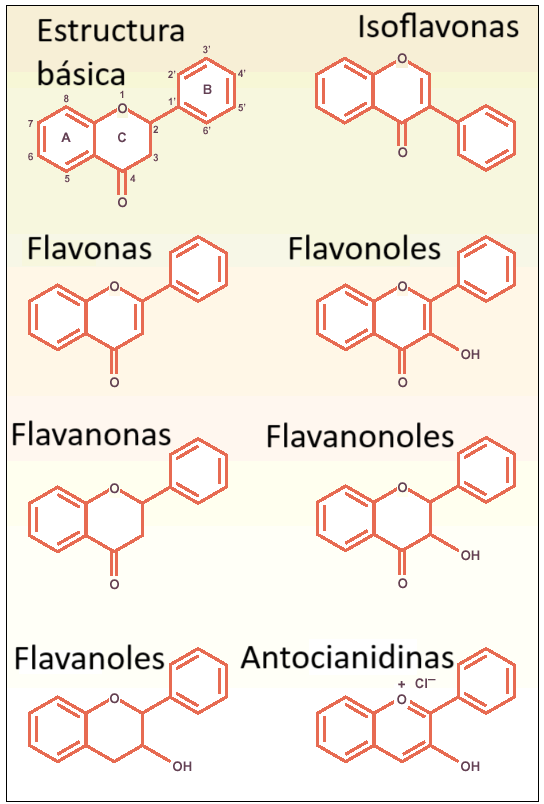 Estructura
básica
Isoflavonas
1
2
3
4
5
6
7
8
1'
2'
3'
4'
5'
6'
A
B
C
O
O
O
O
Flavonas
O
O
Flavonoles
O
O
OH
Flavanonas
O
O
Flavanonoles
O
O
OH
Flavanoles
O
OH
Antocianidinas
+ Cl–
O
OH